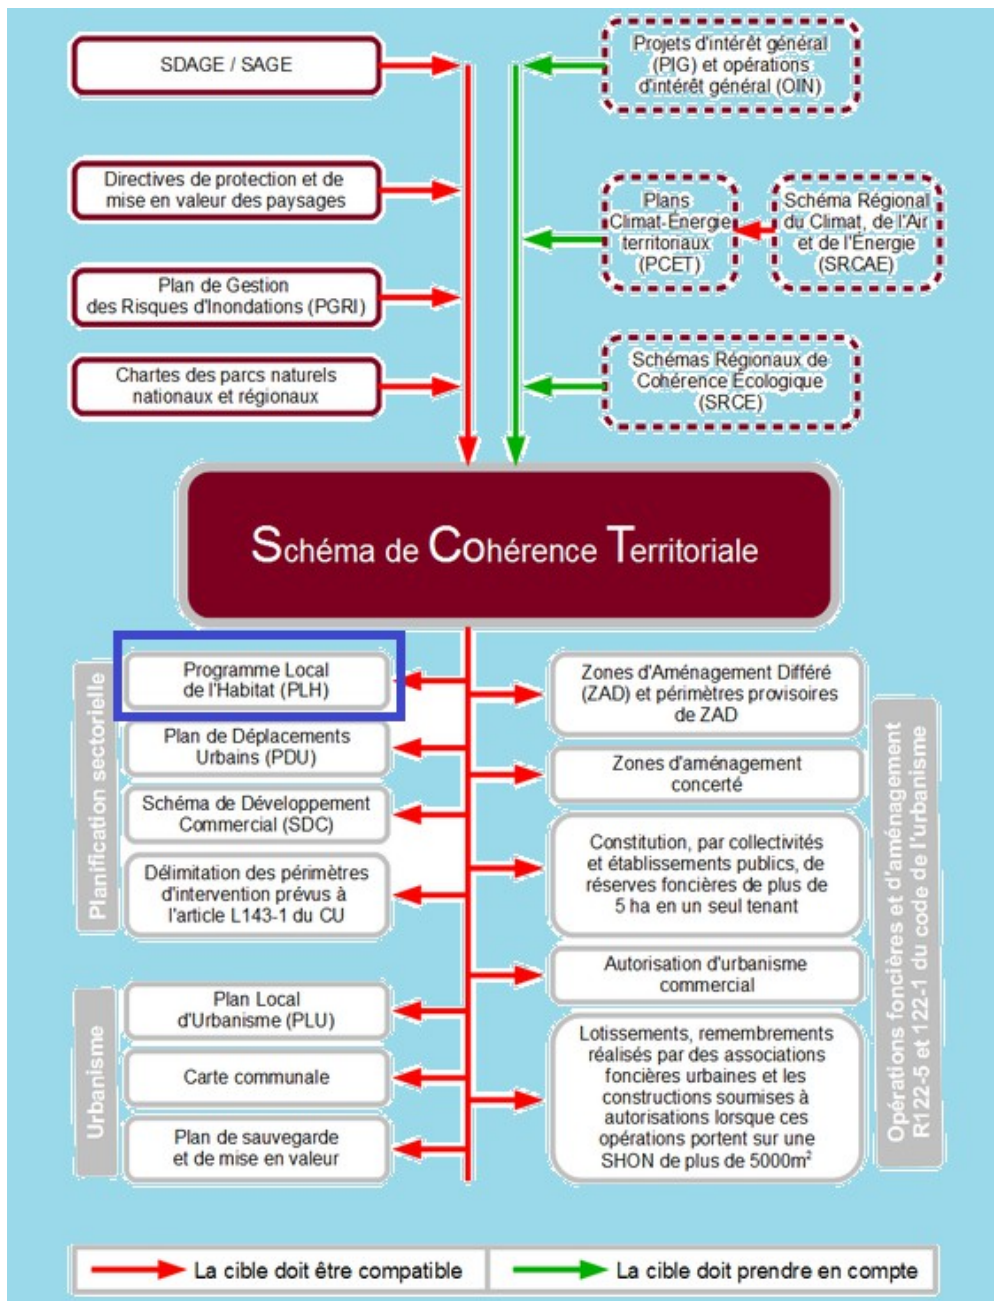 SDAGE / SAGE
Projets d'intérêt général
(PIG) et opérations
d'intérêt général (OIN)
Directives de protection et de
mise en valeur des paysages
Plans
Climat-Énergie
territoriaux
(PCET)
Schéma Régional
du Climat, de l'Air
et de l'Énergie
(SRCAE)
Plan de Gestion
des Risques d'Inondations (PGRI)
Chartes des parcs naturels
nationaux et régionaux
Schémas Régionaux de
Cohérence Écologique
(SRCE)
Schéma de COhérence Territoriale
Planification sectorielle
Programme Local
de l'Habitat (PLH)
Plan de Déplacements
Urbains (PDU)
Schéma de Développement
Commercial (SDC)
Délimitation des périmètres
d'intervention prévus à
l'article L143-1 du CU
Urbanisme
Plan Local
d'Urbanisme (PLU)
Carte communale
Plan de sauvegarde
et de mise en valeur
Zones d'Aménagement Différé
(ZAD) et périmètres provisoires
de ZAD
Zones d'aménagement
concerté
Constitution, par collectivités
et établissements publics, de
réserves foncières de plus de
5 ha en un seul tenant
Autorisation d'urbanisme
commercial
Lotissements, remembrements
réalisés par des associations
foncières urbaines et les
constructions soumises à
autorisations lorsque ces
opérations portent sur une
SHON de plus de 5000m²
Opérations foncières et d'aménagement
R122-5 et 122-1 du code de l'urbanisme
La cible doit être compatible
La cible doit prendre en compte